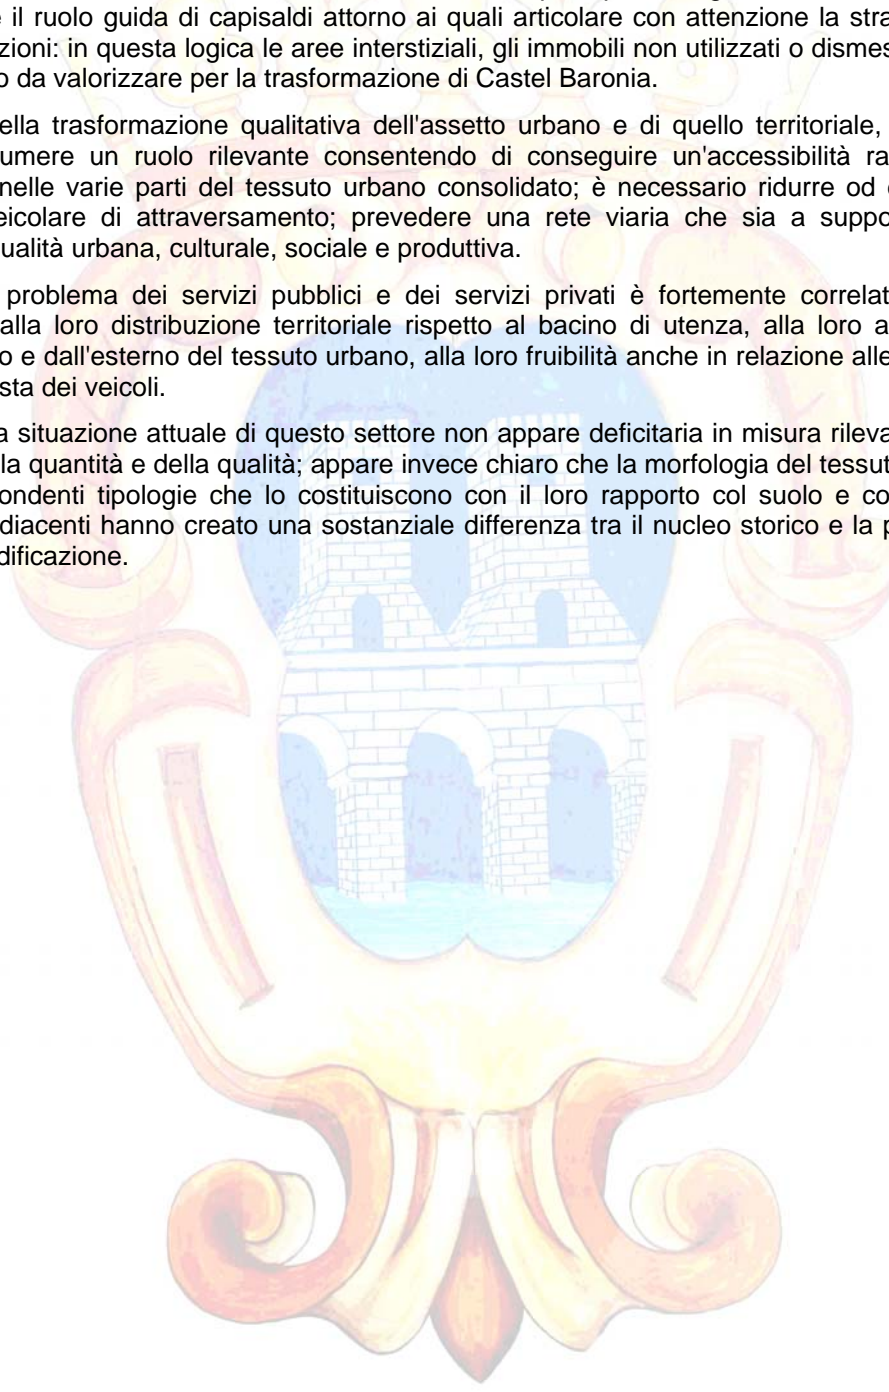 e il ruolo guida di capisaldi attorno ai quali articolare con attenzione la stra
zioni: in questa logica le aree interstiziali, gli immobili non utilizzati o dismes
o da valorizzare per la trasformazione di Castel Baronia.
ella trasformazione qualitativa dell'assetto urbano e di quello territoriale,
umere un ruolo rilevante consentendo di conseguire un'accessibilità ra
nelle varie parti del tessuto urbano consolidato; è necessario ridurre od
eicolare di attraversamento; prevedere una rete viaria che sia a suppo
ualità urbana, culturale, sociale e produttiva.
problema dei servizi pubblici e dei servizi privati è fortemente correlat
alla loro distribuzione territoriale rispetto al bacino di utenza, alla loro a
o e dall'esterno del tessuto urbano, alla loro fruibilità anche in relazione alle
sta dei veicoli.
a situazione attuale di questo settore non appare deficitaria in misura rileva
la quantità e della qualità; appare invece chiaro che la morfologia del tessut
ondenti tipologie che lo costituiscono con il loro rapporto col suolo e co
diacenti hanno creato una sostanziale differenza tra il nucleo storico e la p
dificazione.